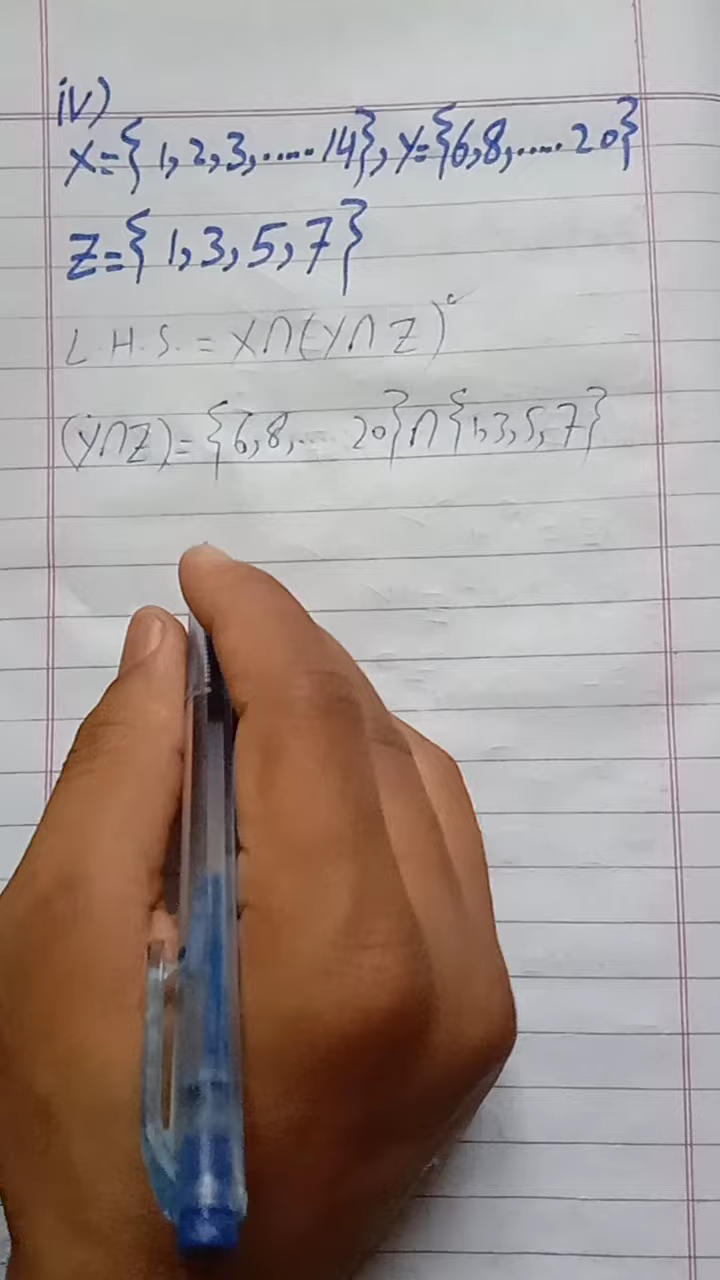 iv)
X={1,2,3,.....14}, Y={6,8,.....20}
Z={1,3,5,7}
L.H.S. = X∩(Y∩Z)
(Y∩Z)={6,8,... 20}∩{1,3,5,7}